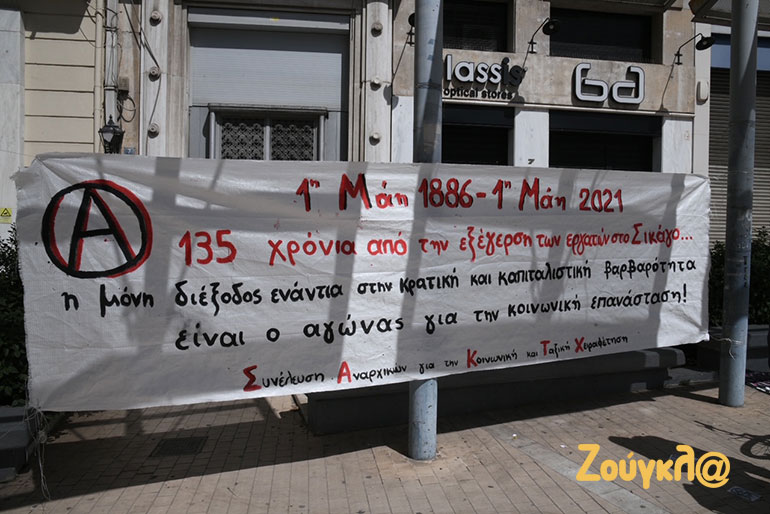 lassis
optical stores
bd
1η Μάη 1886 - 1η Μάη 2021
135 χρόνια από την εξέγερση των εργατών στο Σικάγο...
η μόνη διέξοδος ενάντια στην κρατική και καπιταλιστική βαρβαρότητα
είναι ο αγώνας για την κοινωνική επανάσταση!
Συνέλευση Αναρχικών για την Κοινωνική και Ταξική Χειραφέτηση
Ζούγκλ@